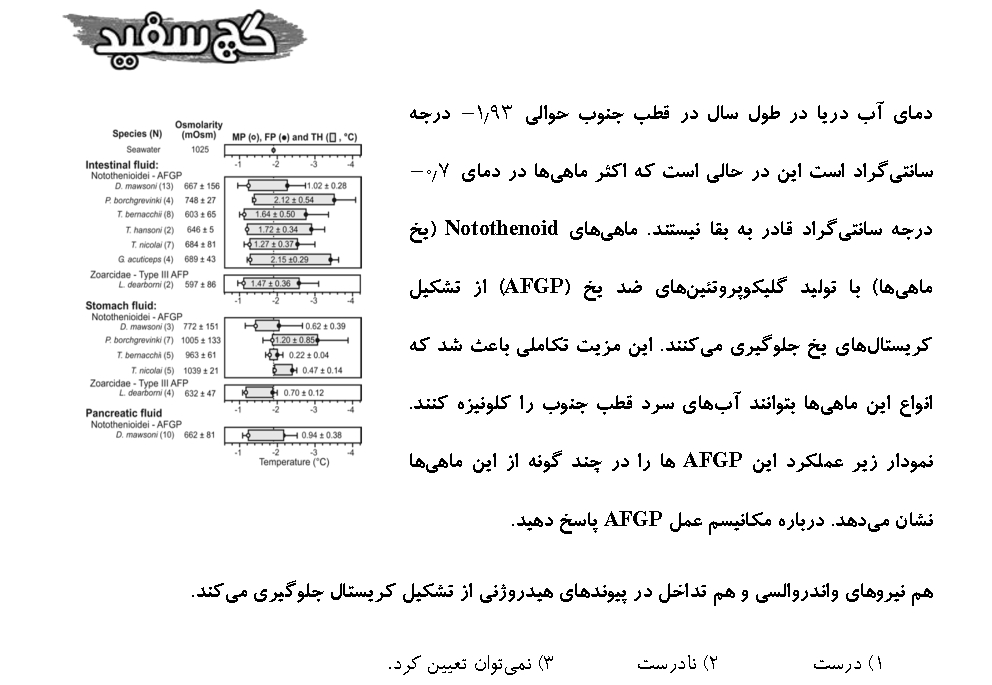 گچ سفید
دمای آب دریا در طول سال در قطب جنوب حوالی ۱٫۹۳− درجه
سانتی‌گراد است این در حالی است که اکثر ماهی‌ها در دمای ۰٫۷−
درجه سانتی‌گراد قادر به بقا نیستند. ماهی‌های Notothenoid (یخ
ماهی‌ها) با تولید گلیکوپروتئین‌های ضد یخ (AFGP) از تشکیل
کریستال‌های یخ جلوگیری می‌کنند. این مزیت تکاملی باعث شد که
انواع این ماهی‌ها بتوانند آب‌های سرد قطب جنوب را کلونیزه کنند.
نمودار زیر عملکرد این AFGP ها را در چند گونه از این ماهی‌ها
نشان می‌دهد. درباره مکانیسم عمل AFGP پاسخ دهید.
Species (N) Osmolarity (mOsm) MP (○), FP (●) and TH (□, °C)
Seawater 1025
-1 -2 -3 -4
Intestinal fluid:
Notothenioidei - AFGP
D. mawsoni (13) 667 ± 156 1.02 ± 0.28
P. borchgrevinki (4) 748 ± 27 2.12 ± 0.54
T. bernacchii (8) 603 ± 65 1.64 ± 0.50
T. hansoni (2) 646 ± 5 1.72 ± 0.34
T. nicolai (7) 684 ± 81 1.27 ± 0.37
G. acuticeps (4) 689 ± 43 2.15 ±0.29
Zoarcidae - Type III AFP
L. dearborni (2) 597 ± 86 1.47 ± 0.36
-1 -2 -3 -4
Stomach fluid:
Notothenioidei - AFGP
D. mawsoni (3) 772 ± 151 0.62 ± 0.39
P. borchgrevinki (7) 1005 ± 133 1.20 ± 0.85
T. bernacchii (5) 963 ± 61 0.22 ± 0.04
T. nicolai (5) 1039 ± 21 0.47 ± 0.14
Zoarcidae - Type III AFP
L. dearborni (4) 632 ± 47 0.70 ± 0.12
-1 -2 -3 -4
Pancreatic fluid
Notothenioidei - AFGP
D. mawsoni (10) 662 ± 81 0.94 ± 0.38
-1 -2 -3 -4
Temperature (°C)
هم نیروهای واندروالسی و هم تداخل در پیوندهای هیدروژنی از تشکیل کریستال جلوگیری می‌کند.
۱) درست ۲) نادرست ۳) نمی‌توان تعیین کرد.